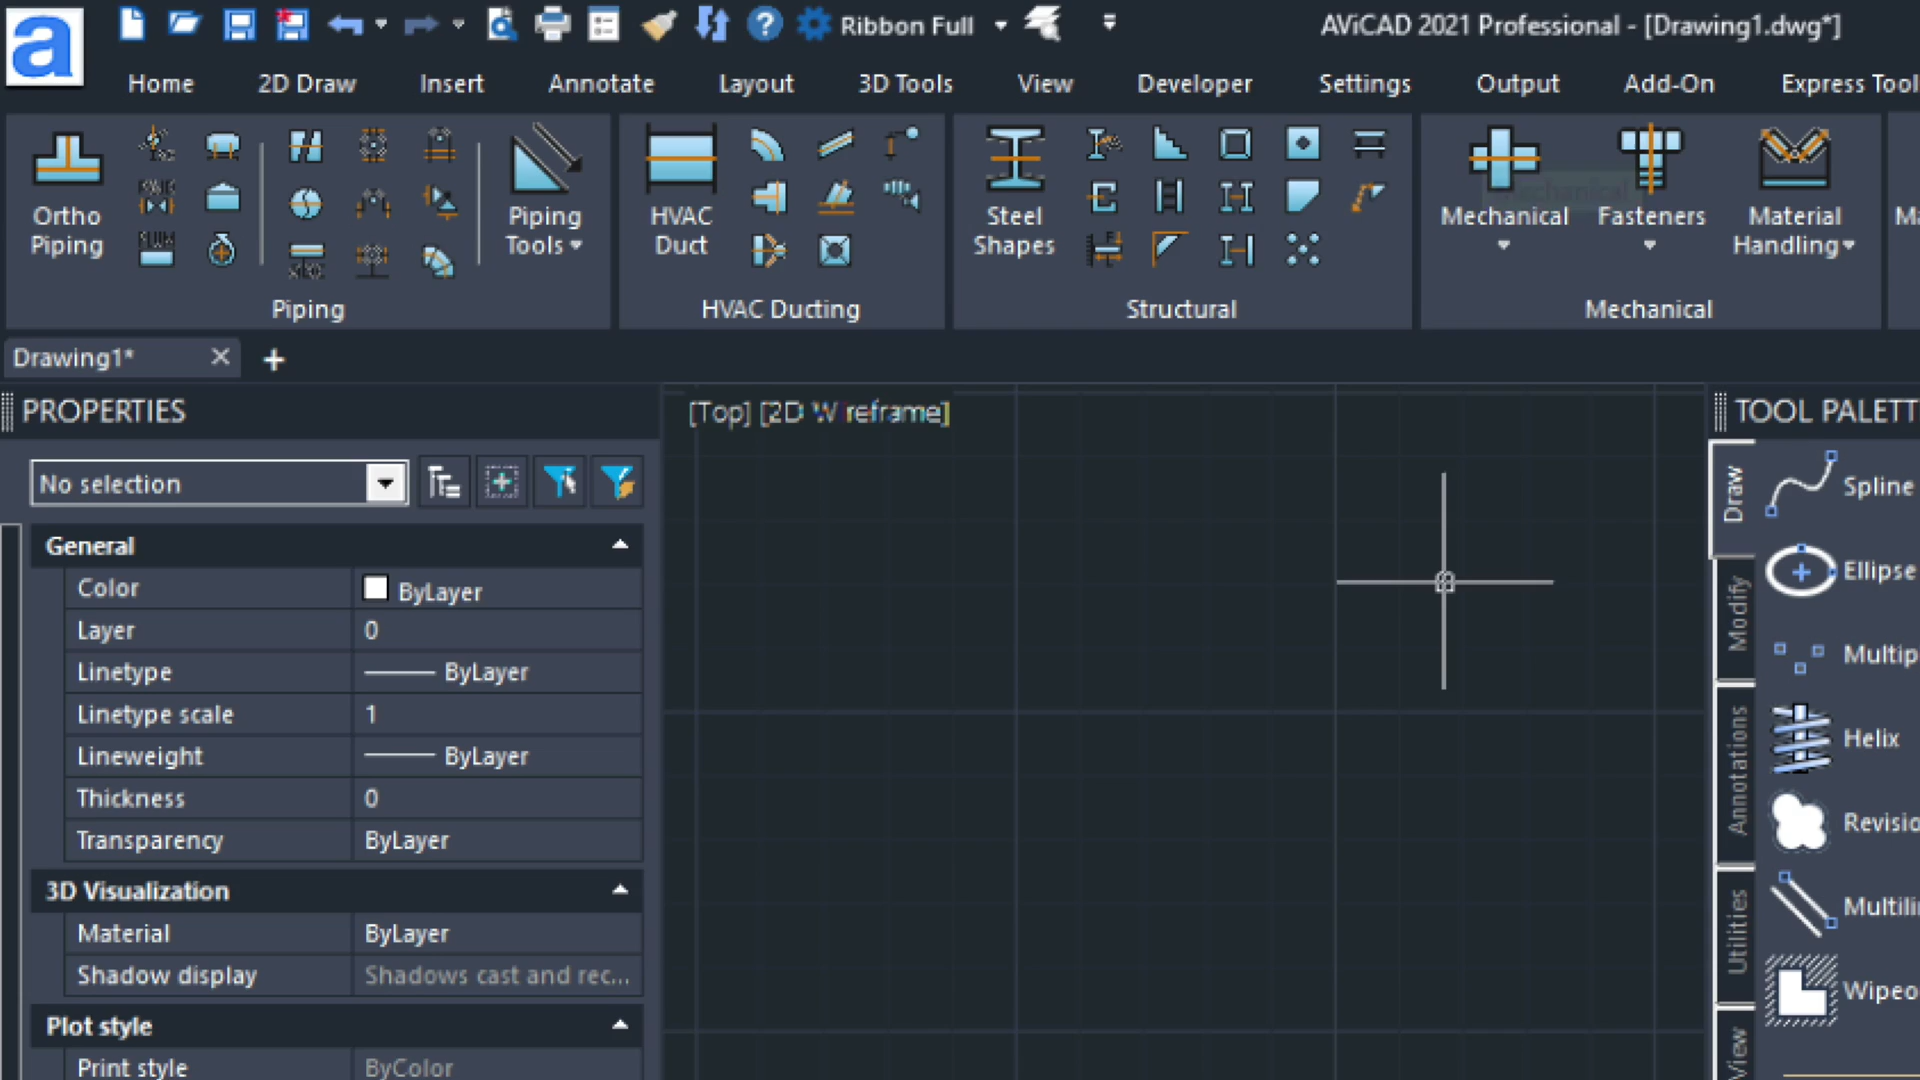 a
Ribbon Full
AViCAD 2021 Professional - [Drawing1.dwg*]
Home
2D Draw
Insert
Annotate
Layout
3D Tools
View
Developer
Settings
Output
Add-On
Express Tool
Ortho
Piping
Piping
Tools
HVAC
Duct
Steel
Shapes
Mechanical
Fasteners
Material
Handling
Piping
HVAC Ducting
Structural
Mechanical
Drawing1*
PROPERTIES
[Top] [2D Wireframe]
TOOL PALETT
No selection
General
Color ByLayer
Layer 0
Linetype ByLayer
Linetype scale 1
Lineweight ByLayer
Thickness 0
Transparency ByLayer
3D Visualization
Material ByLayer
Shadow display Shadows cast and rec...
Plot style
Print style ByColor
Draw
Modify
Annotations
Utilities
View
Spline
Ellipse
Multip
Helix
Revisio
Multili
Wipeo